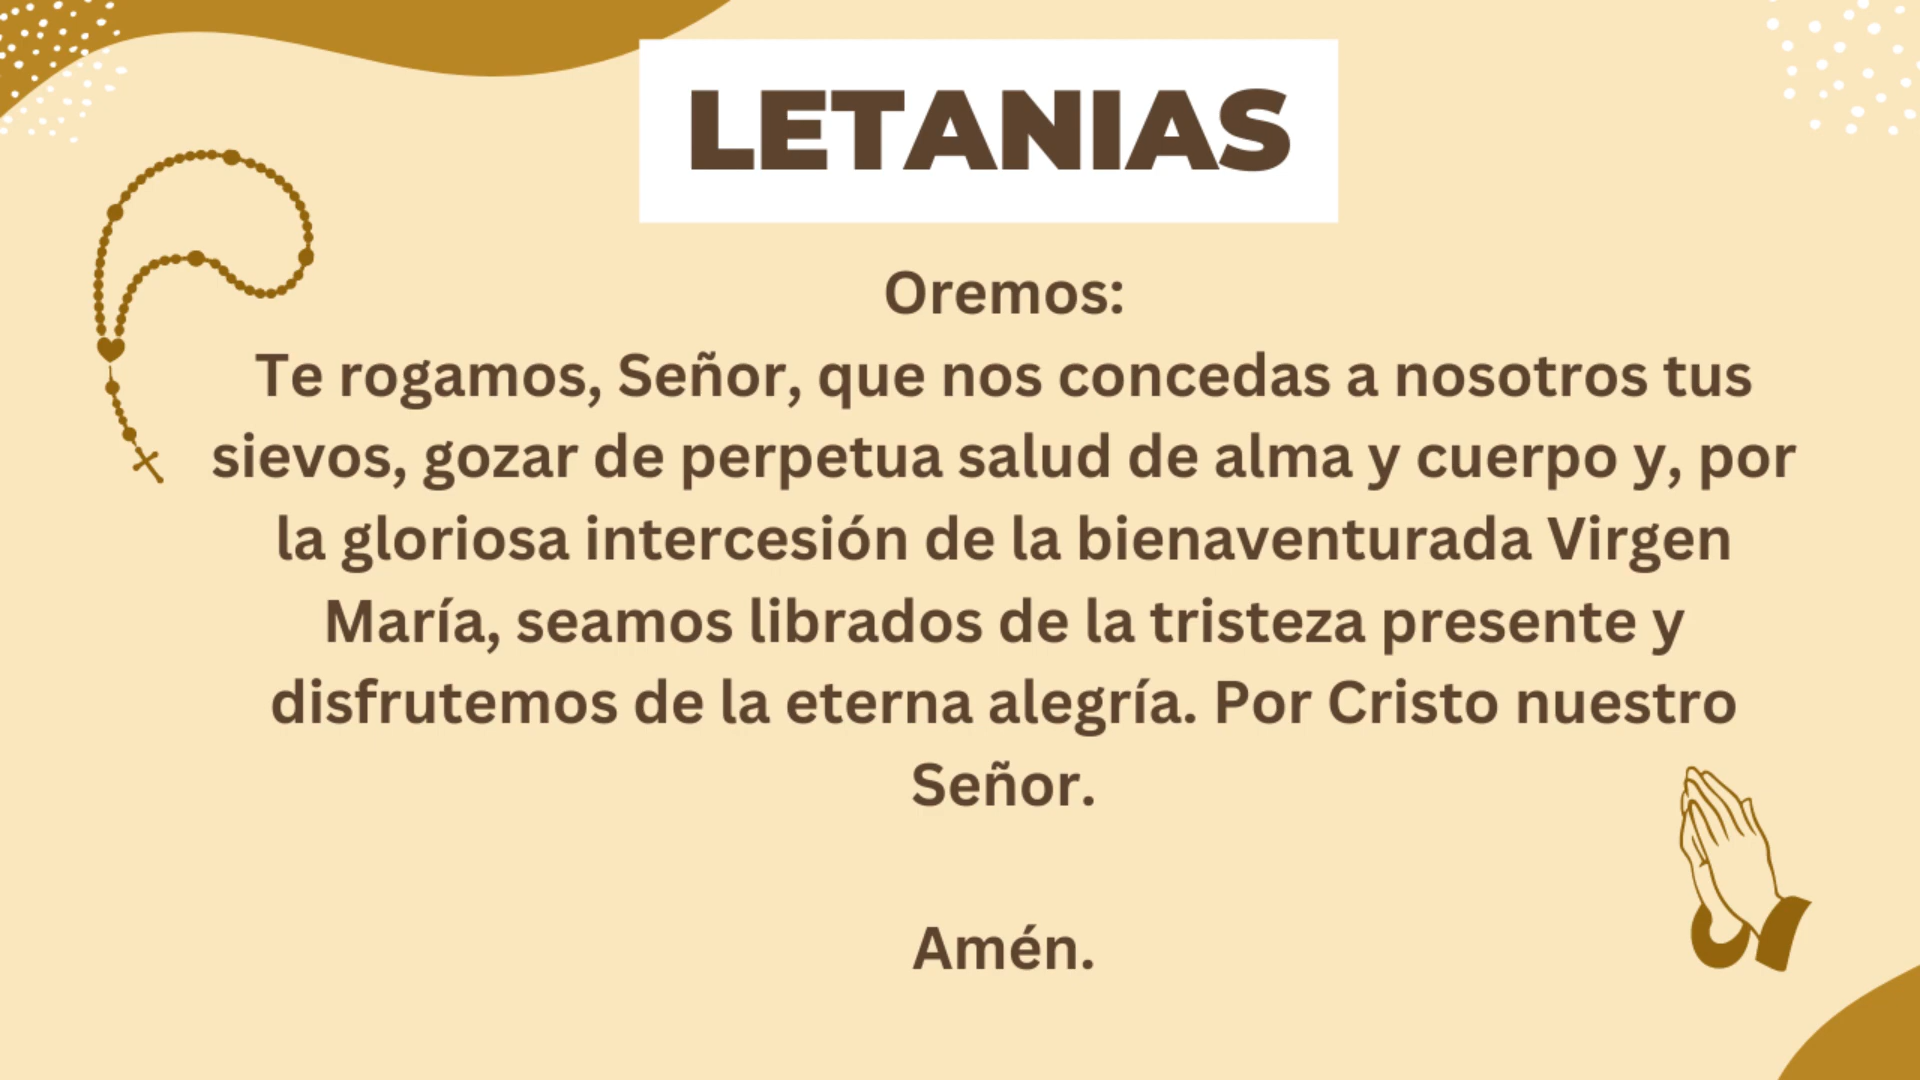 LETANIAS
Oremos:
Te rogamos, Señor, que nos concedas a nosotros tus
sievos, gozar de perpetua salud de alma y cuerpo y, por
la gloriosa intercesión de la bienaventurada Virgen
María, seamos librados de la tristeza presente y
disfrutemos de la eterna alegría. Por Cristo nuestro
Señor.
Amén.